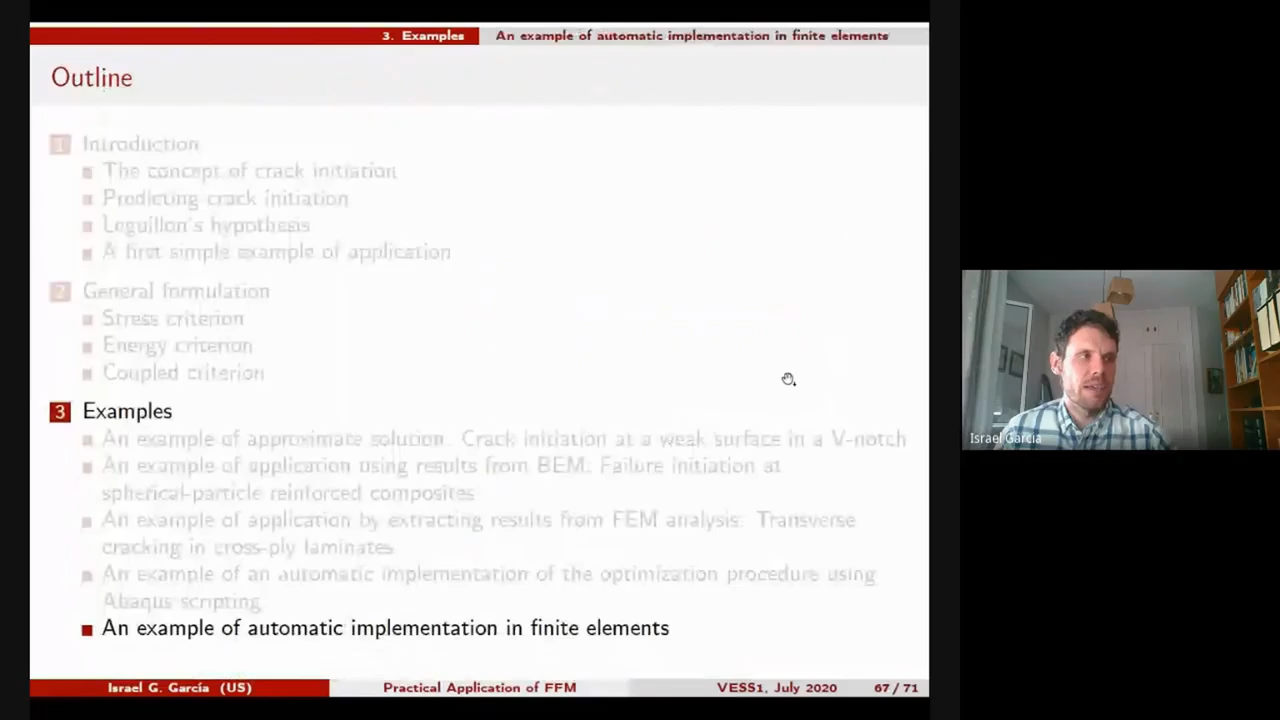 3. Examples An example of automatic implementation in finite elements
Outline
1 Introduction
The concept of crack initiation
Predicting crack initiation
Leguillon's hypothesis
A first simple example of application
2 General formulation
Stress criterion
Energy criterion
Coupled criterion
3 Examples
An example of approximate solution. Crack initiation at a weak surface in a V-notch
An example of application using results from BEM. Failure initiation at
spherical-particle reinforced composites
An example of application by extracting results from FEM analysis. Transverse
cracking in cross-ply laminates
An example of an automatic implementation of the optimization procedure using
Abaqus scripting
An example of automatic implementation in finite elements
Israel G. García (US) Practical Application of FFM VESS1, July 2020 67 / 71
Israel Garcia